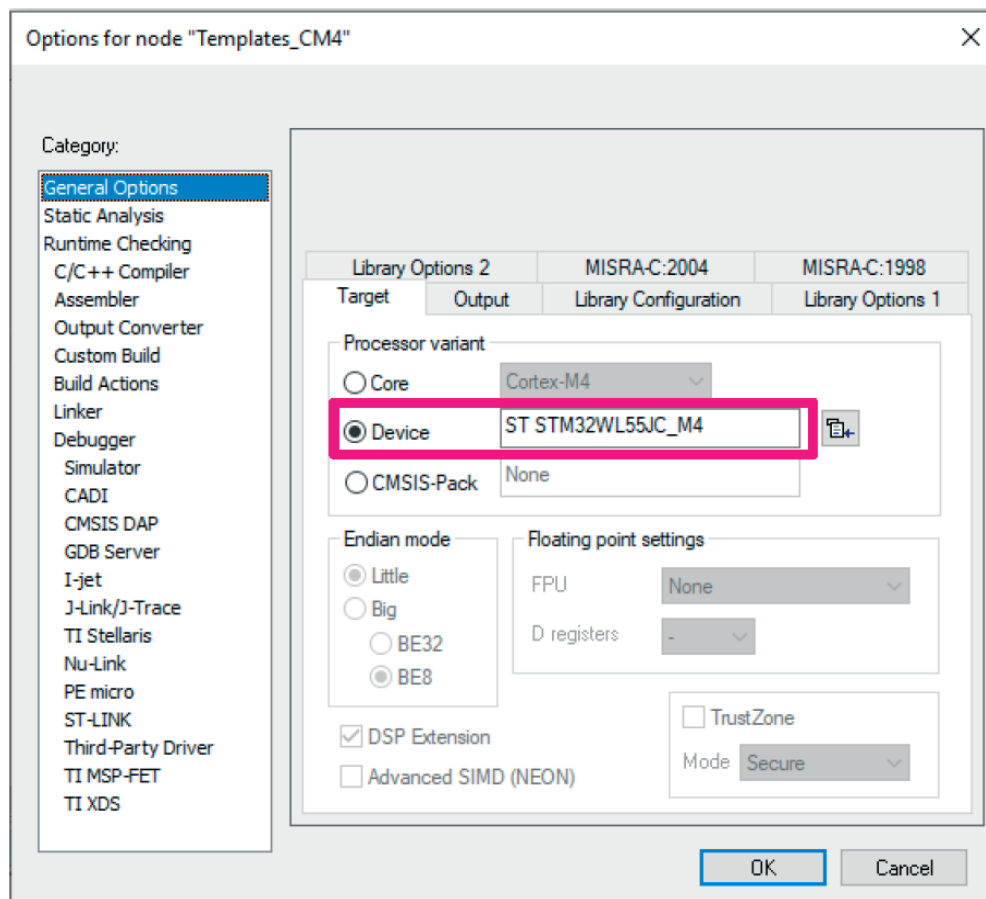 Options for node "Templates_CM4"
Category:
General Options
Static Analysis
Runtime Checking
C/C++ Compiler
Assembler
Output Converter
Custom Build
Build Actions
Linker
Debugger
Simulator
CADI
CMSIS DAP
GDB Server
I-jet
J-Link/J-Trace
TI Stellaris
Nu-Link
PE micro
ST-LINK
Third-Party Driver
TI MSP-FET
TI XDS
Library Options 2 MISRA-C:2004 MISRA-C:1998
Target Output Library Configuration Library Options 1
Processor variant
Core Cortex-M4
Device ST STM32WL55JC_M4
CMSIS-Pack None
Endian mode
Little
Big
BE32
BE8
Floating point settings
FPU None
D registers -
DSP Extension
Advanced SIMD (NEON)
TrustZone
Mode Secure
OK Cancel